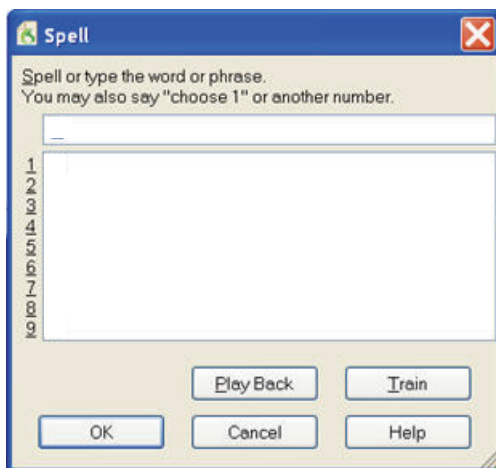 Spell
Spell or type the word or phrase.
You may also say "choose 1" or another number.
1
2
3
4
5
6
7
8
9
Play Back
Train
OK
Cancel
Help